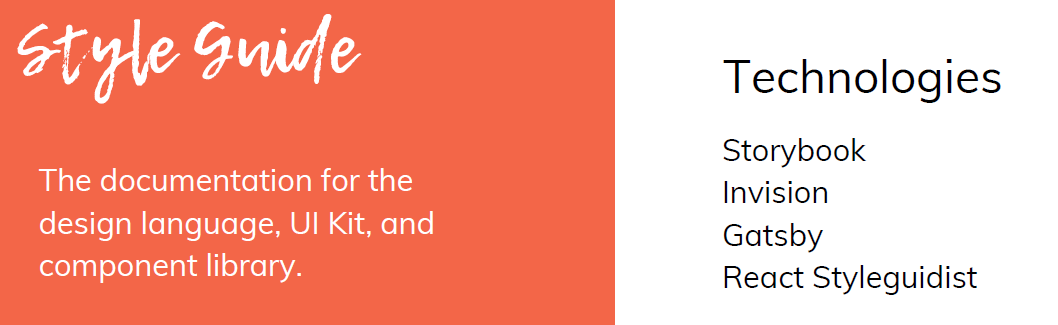 Style Guide
The documentation for the
design language, UI Kit, and
component library.
Technologies
Storybook
Invision
Gatsby
React Styleguidist